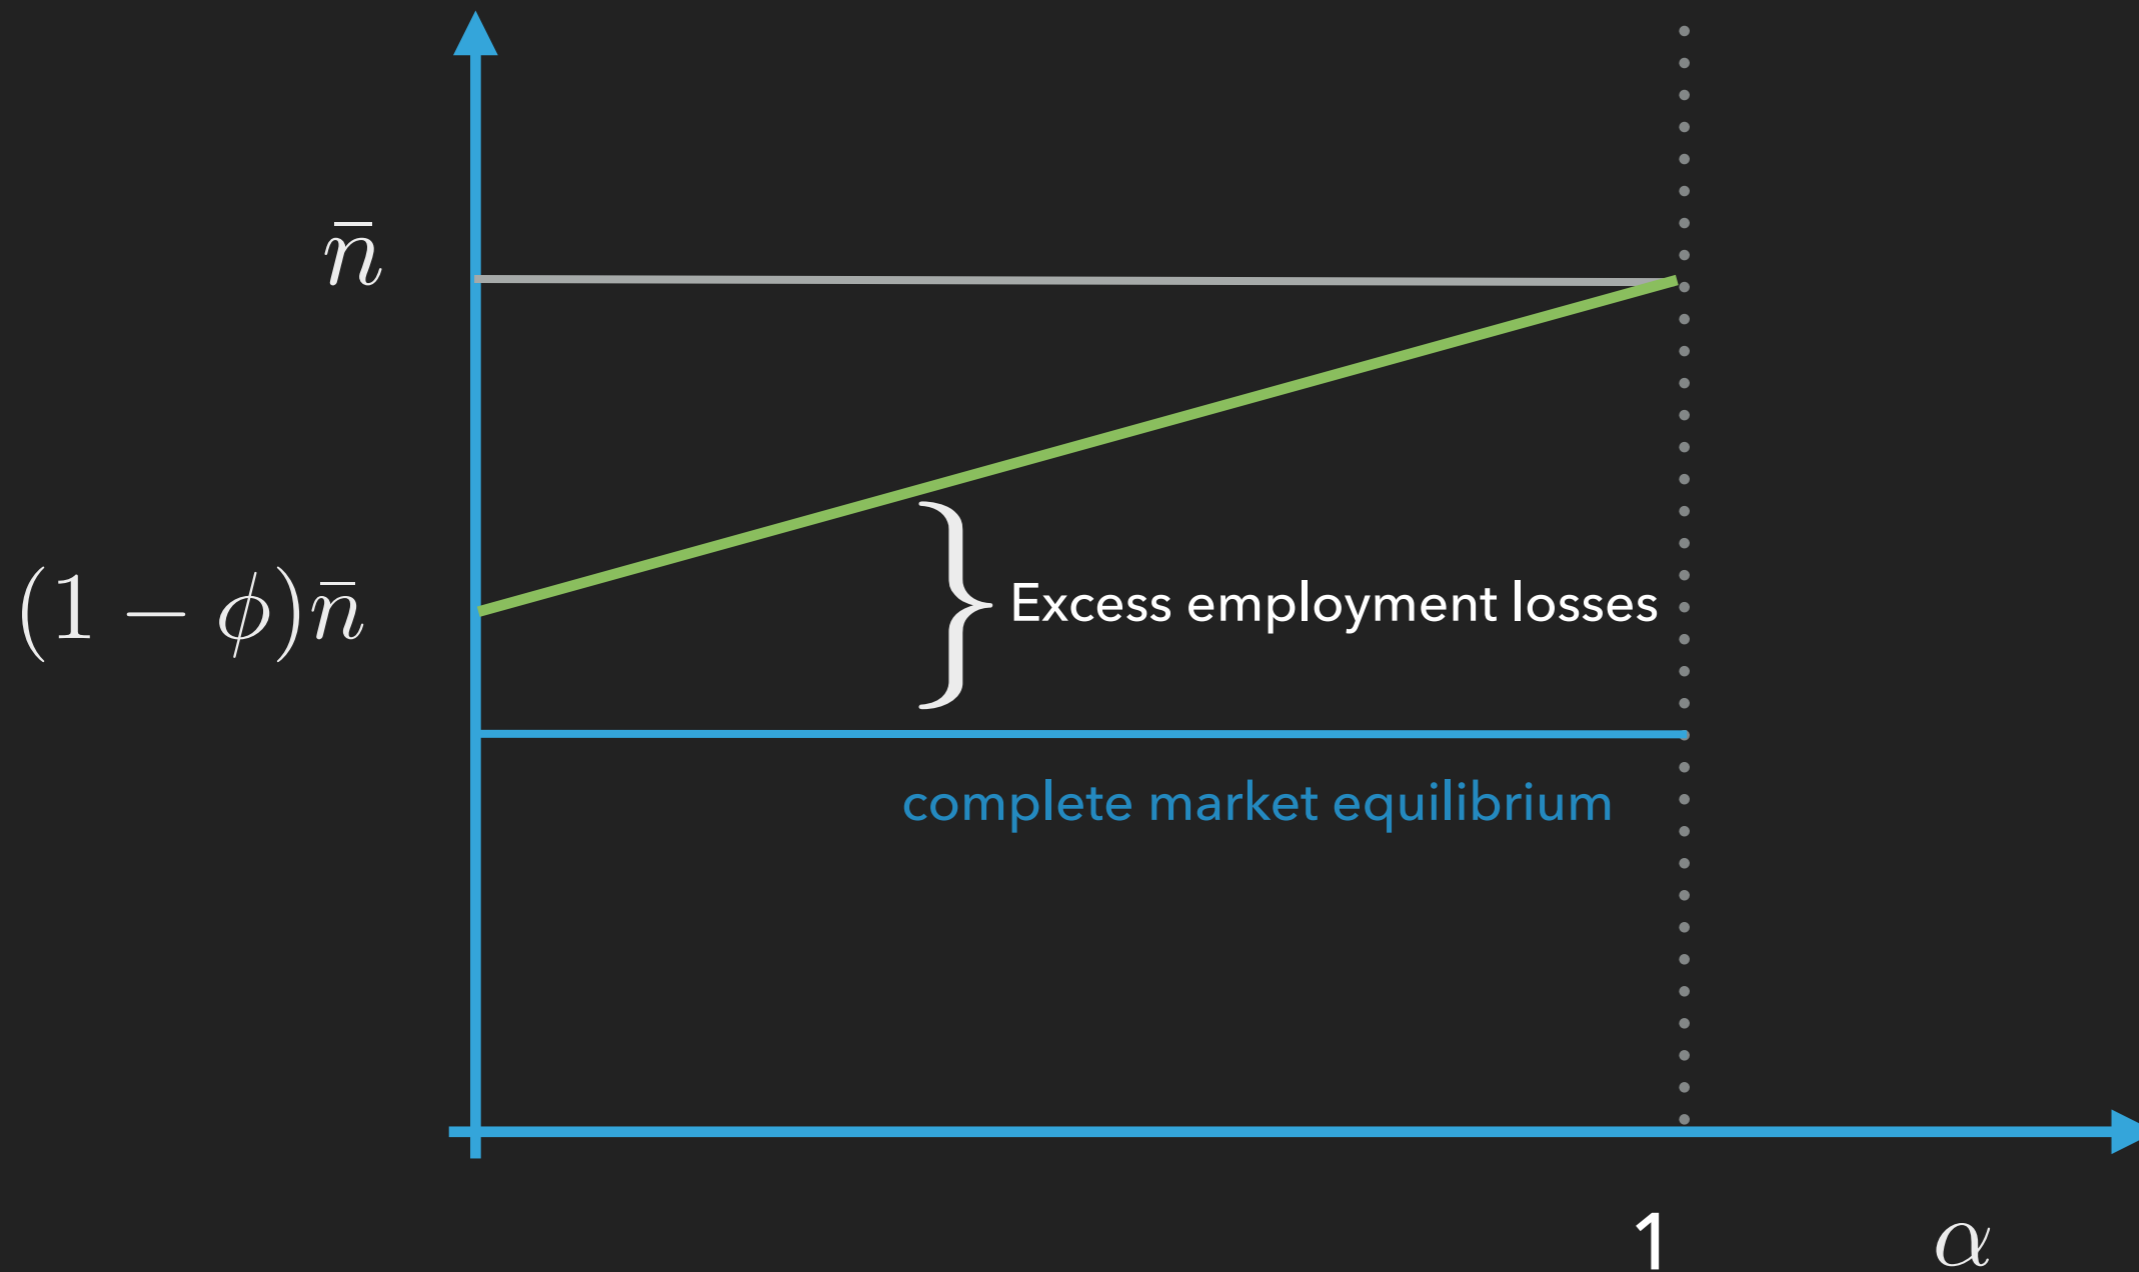 n̄
(1 − ϕ)n̄
Excess employment losses
complete market equilibrium
1
α